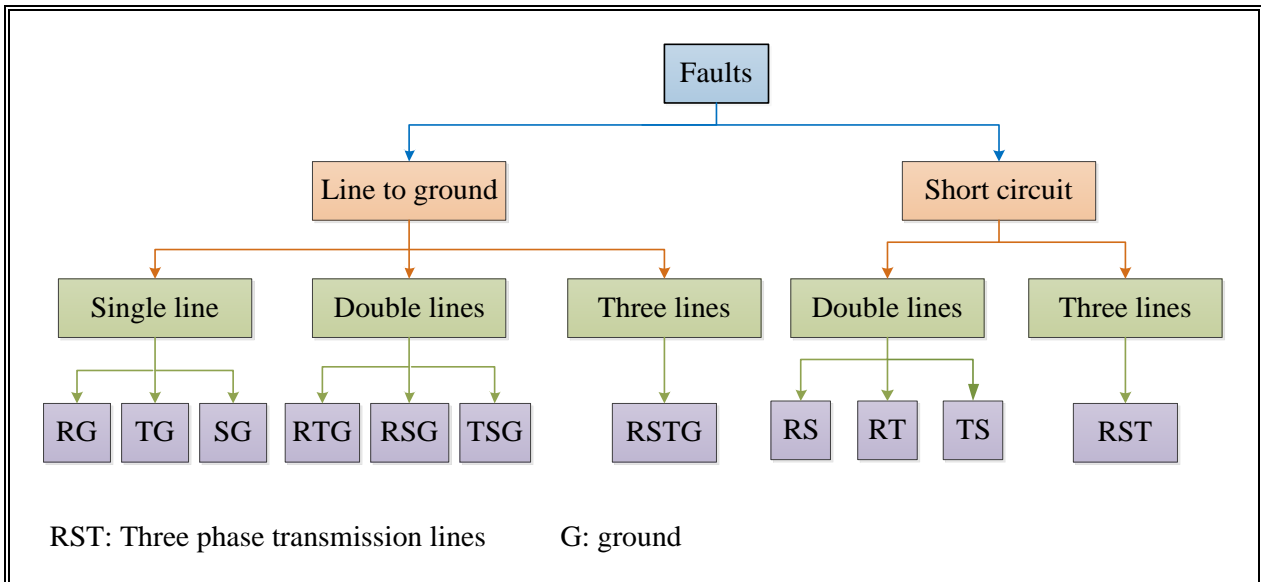 Faults
Line to ground
Short circuit
Single line
Double lines
Three lines
Double lines
Three lines
RG
TG
SG
RTG
RSG
TSG
RSTG
RS
RT
TS
RST
RST: Three phase transmission lines
G: ground